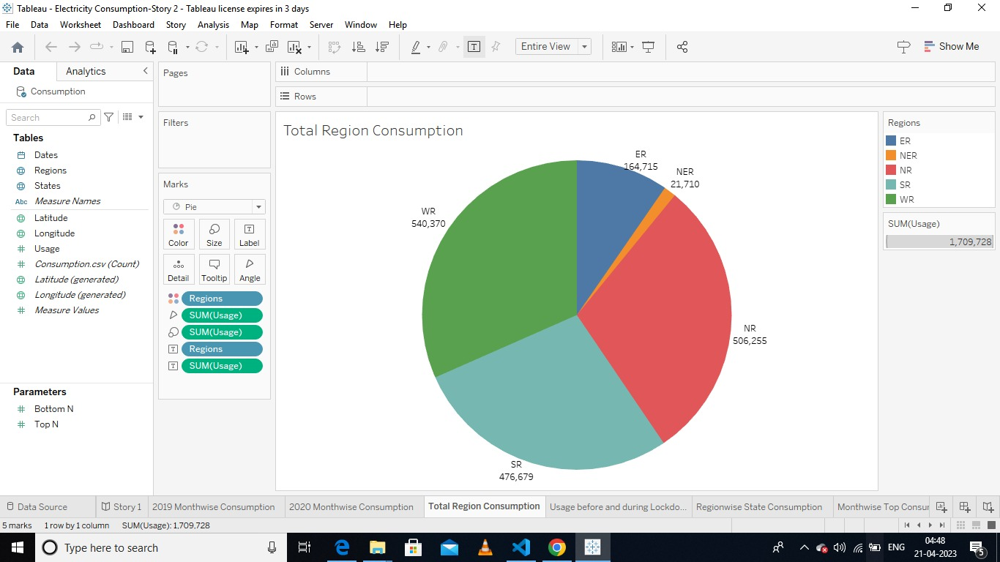 Tableau - Electricity Consumption-Story 2 - Tableau license expires in 3 days
File Data Worksheet Dashboard Story Analysis Map Format Server Window Help
Entire View
Show Me
Data Analytics
Consumption
Search
Tables
Dates
Regions
States
Abc Measure Names
Latitude
Longitude
Usage
Consumption.csv (Count)
Latitude (generated)
Longitude (generated)
Measure Values
Parameters
Bottom N
Top N
Pages
Filters
Marks
Pie
Color Size Label
Detail Tooltip Angle
Regions
SUM(Usage)
SUM(Usage)
Regions
SUM(Usage)
Columns
Rows
Total Region Consumption
ER
164,715
NER
21,710
WR
540,370
NR
506,255
SR
476,679
Regions
ER
NER
NR
SR
WR
SUM(Usage)
1,709,728
Data Source Story 1 2019 Monthwise Consumption 2020 Monthwise Consumption Total Region Consumption Usage before and during Lockdo... Regionwise State Consumption Monthwise Top Consur
5 marks 1 row by 1 column SUM(Usage): 1,709,728
Type here to search
ENG
04:48
21-04-2023
5